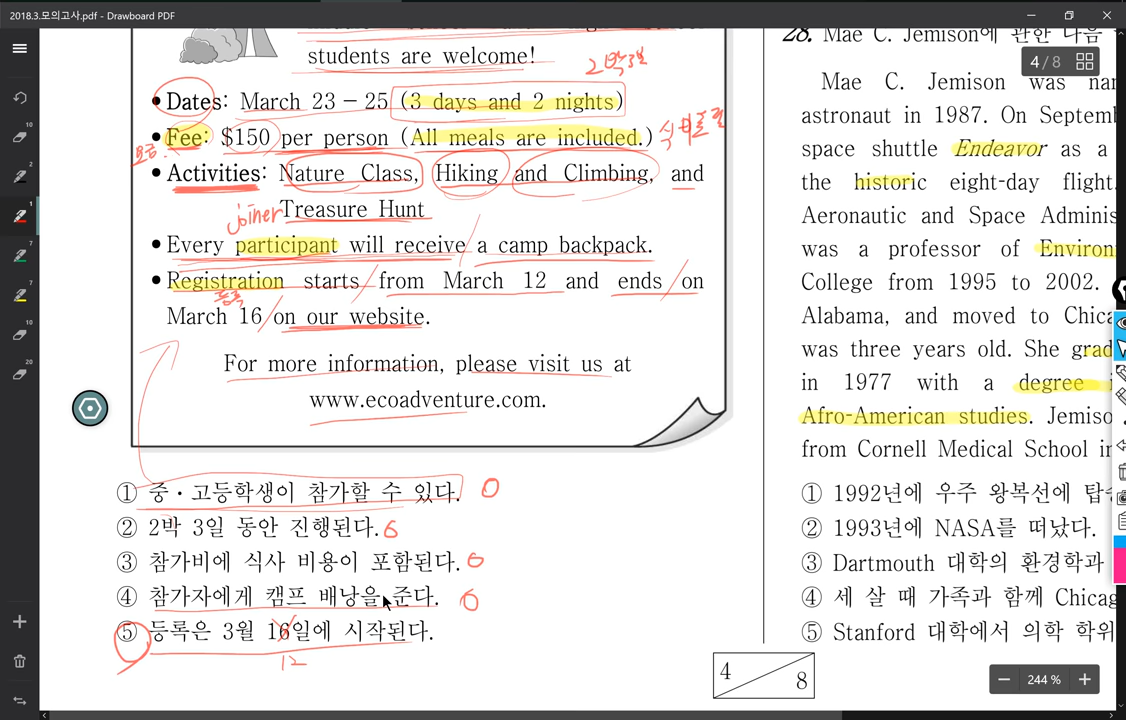 2018.3.모의고사.pdf - Drawboard PDF
4 / 8
students are welcome!
2박3일
• Dates: March 23 – 25 (3 days and 2 nights)
• Fee: $150 per person (All meals are included.)
요금.
• Activities: Nature Class, Hiking and Climbing, and
joiner Treasure Hunt
• Every participant will receive a camp backpack.
• Registration starts from March 12 and ends on
등록
March 16 on our website.
For more information, please visit us at
www.ecoadventure.com.
① 중·고등학생이 참가할 수 있다.
② 2박 3일 동안 진행된다.
③ 참가비에 식사 비용이 포함된다.
④ 참가자에게 캠프 배낭을 준다.
⑤ 등록은 3월 16일에 시작된다.
12
4 8
28. Mae C. Jemison에 관한 다음
Mae C. Jemison was nam
astronaut in 1987. On Septem
space shuttle Endeavor as a
the historic eight-day flight.
Aeronautic and Space Adminis
was a professor of Environ
College from 1995 to 2002.
Alabama, and moved to Chica
was three years old. She grad
in 1977 with a degree i
Afro-American studies. Jemiso
from Cornell Medical School in
① 1992년에 우주 왕복선에 탑승
② 1993년에 NASA를 떠났다.
③ Dartmouth 대학의 환경학과
④ 세 살 때 가족과 함께 Chicag
⑤ Stanford 대학에서 의학 학위
244 %
10
2
1
7
7
10
20